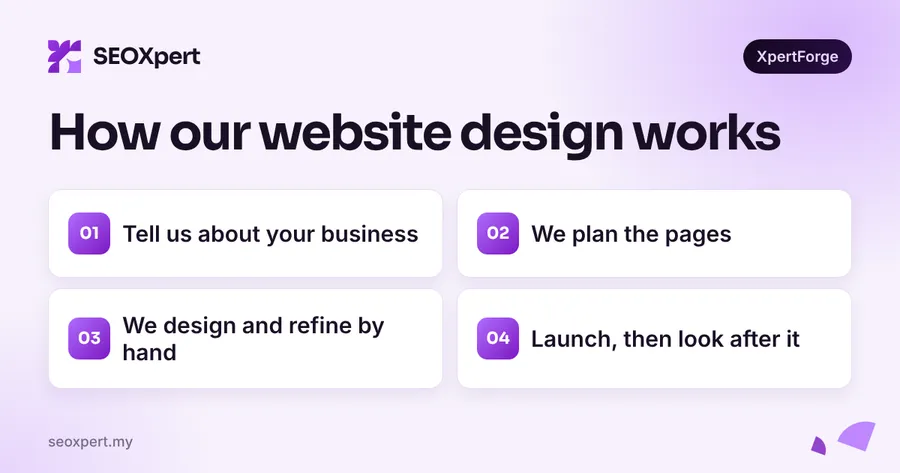 SEOXpert
XpertForge
How our website design works
01
Tell us about your business
02
We plan the pages
03
We design and refine by
hand
04
Launch, then look after it
seoxpert.my